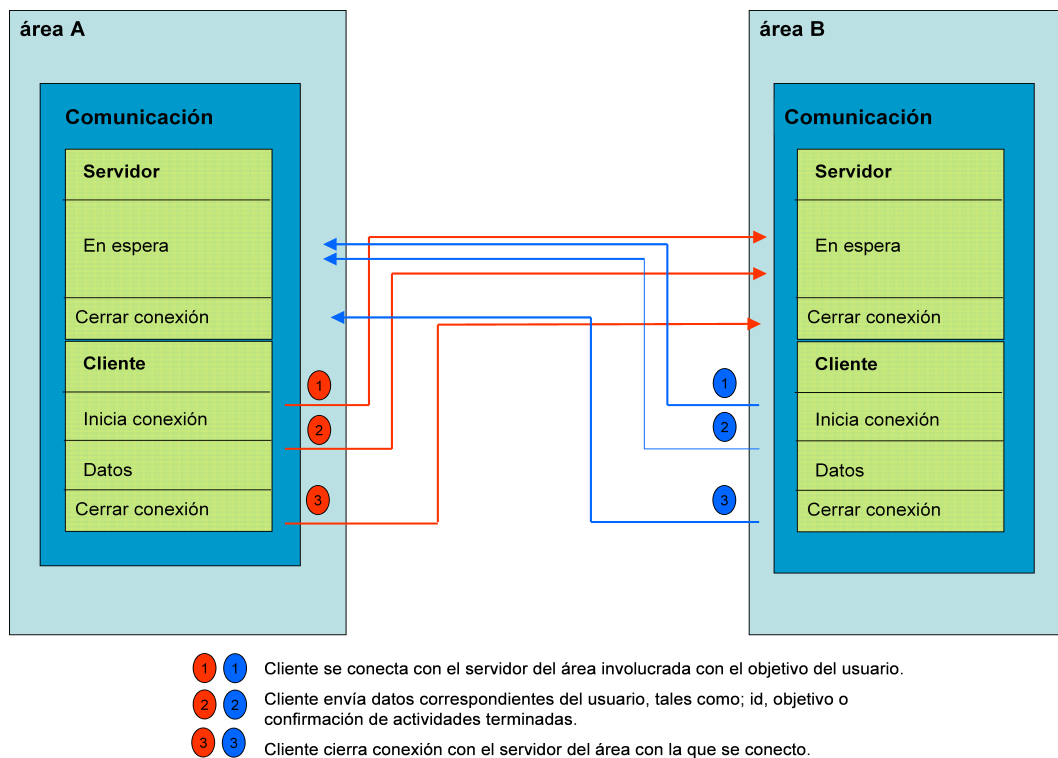 área A
Comunicación
Servidor
En espera
Cerrar conexión
Cliente
Inicia conexión
Datos
Cerrar conexión
1
2
3
área B
Comunicación
Servidor
En espera
Cerrar conexión
Cliente
Inicia conexión
Datos
Cerrar conexión
1
2
3
1 1 Cliente se conecta con el servidor del área involucrada con el objetivo del usuario.
2 2 Cliente envía datos correspondientes del usuario, tales como; id, objetivo o
confirmación de actividades terminadas.
3 3 Cliente cierra conexión con el servidor del área con la que se conecto.